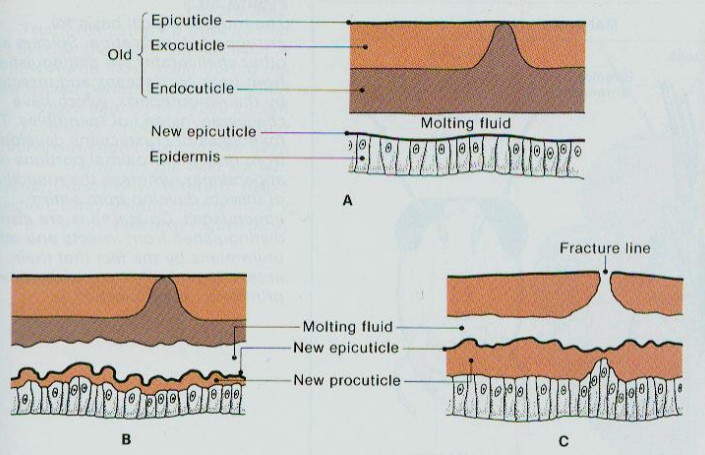 Epicuticle
Old
Exocuticle
Endocuticle
Molting fluid
New epicuticle
Epidermis
A
Fracture line
Molting fluid
New epicuticle
New procuticle
B
C